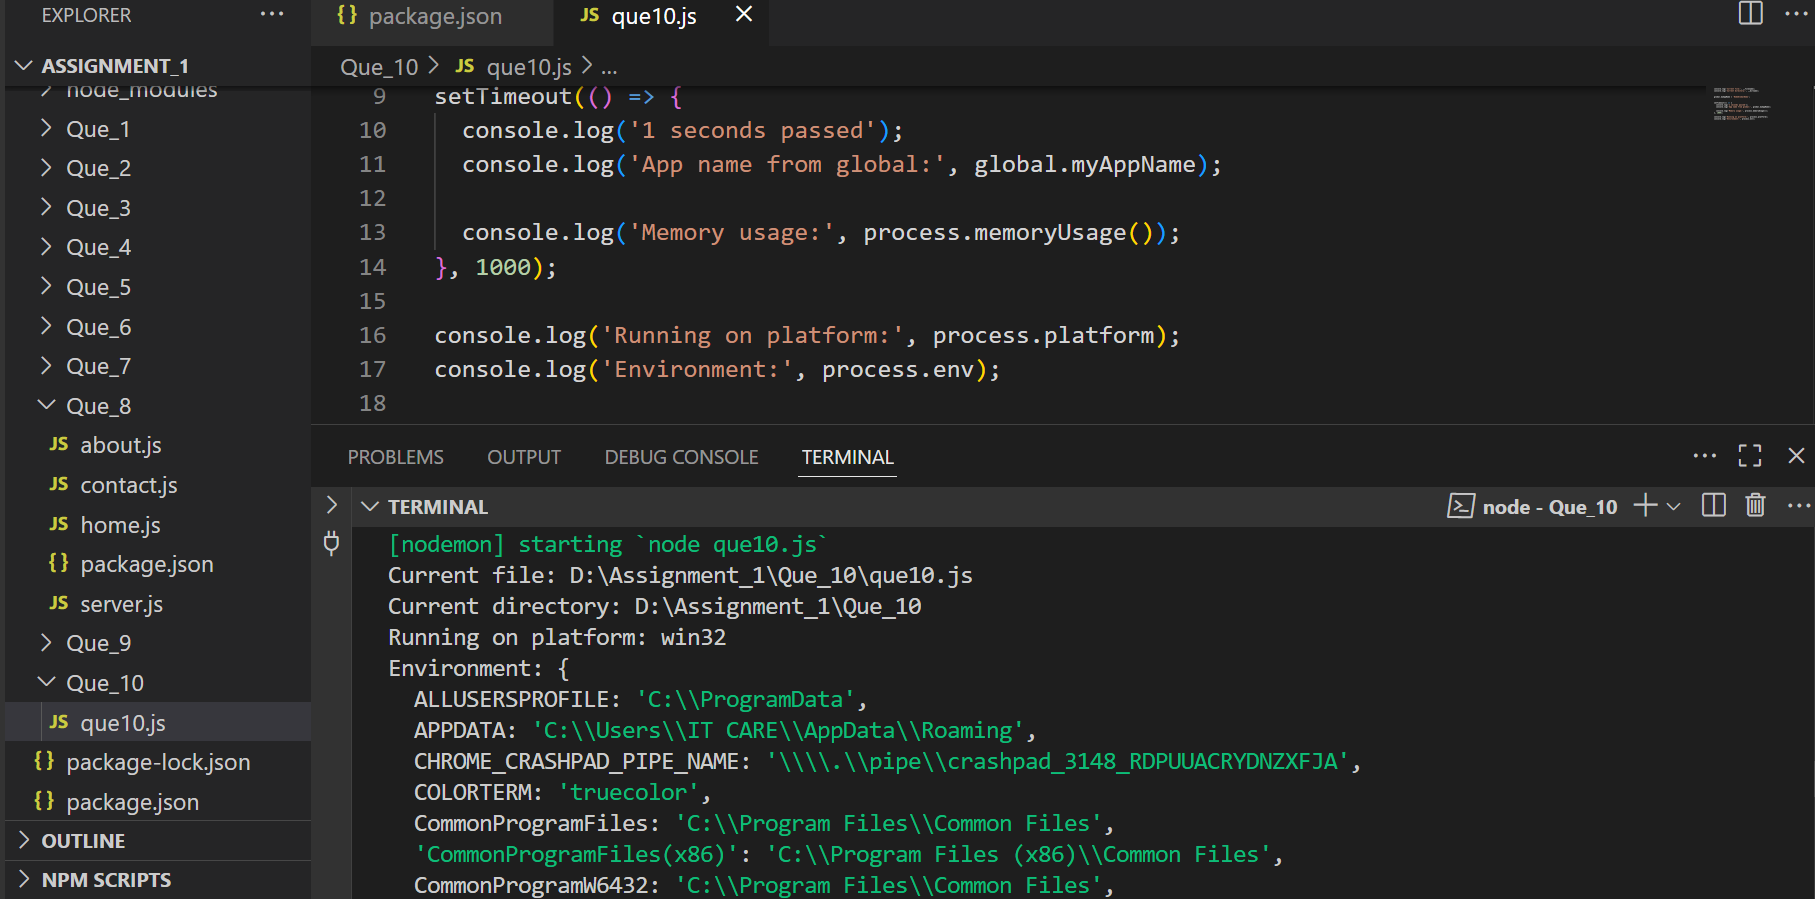 EXPLORER
ASSIGNMENT_1
node_modules
Que_1
Que_2
Que_3
Que_4
Que_5
Que_6
Que_7
Que_8
JS about.js
JS contact.js
JS home.js
{} package.json
JS server.js
Que_9
Que_10
JS que10.js
{} package-lock.json
{} package.json
OUTLINE
NPM SCRIPTS
{} package.json
JS que10.js
Que_10 > JS que10.js > ...
9 setTimeout(() => {
10 console.log('1 seconds passed');
11 console.log('App name from global:', global.myAppName);
12
13 console.log('Memory usage:', process.memoryUsage());
14 }, 1000);
15
16 console.log('Running on platform:', process.platform);
17 console.log('Environment:', process.env);
18
PROBLEMS OUTPUT DEBUG CONSOLE TERMINAL
TERMINAL
node - Que_10
[nodemon] starting `node que10.js`
Current file: D:\Assignment_1\Que_10\que10.js
Current directory: D:\Assignment_1\Que_10
Running on platform: win32
Environment: {
ALLUSERSPROFILE: 'C:\\ProgramData',
APPDATA: 'C:\\Users\\IT CARE\\AppData\\Roaming',
CHROME_CRASHPAD_PIPE_NAME: '\\\\.\\pipe\\crashpad_3148_RDPUUACRYDNZXFJA',
COLORTERM: 'truecolor',
CommonProgramFiles: 'C:\\Program Files\\Common Files',
'CommonProgramFiles(x86)': 'C:\\Program Files (x86)\\Common Files',
CommonProgramW6432: 'C:\\Program Files\\Common Files',